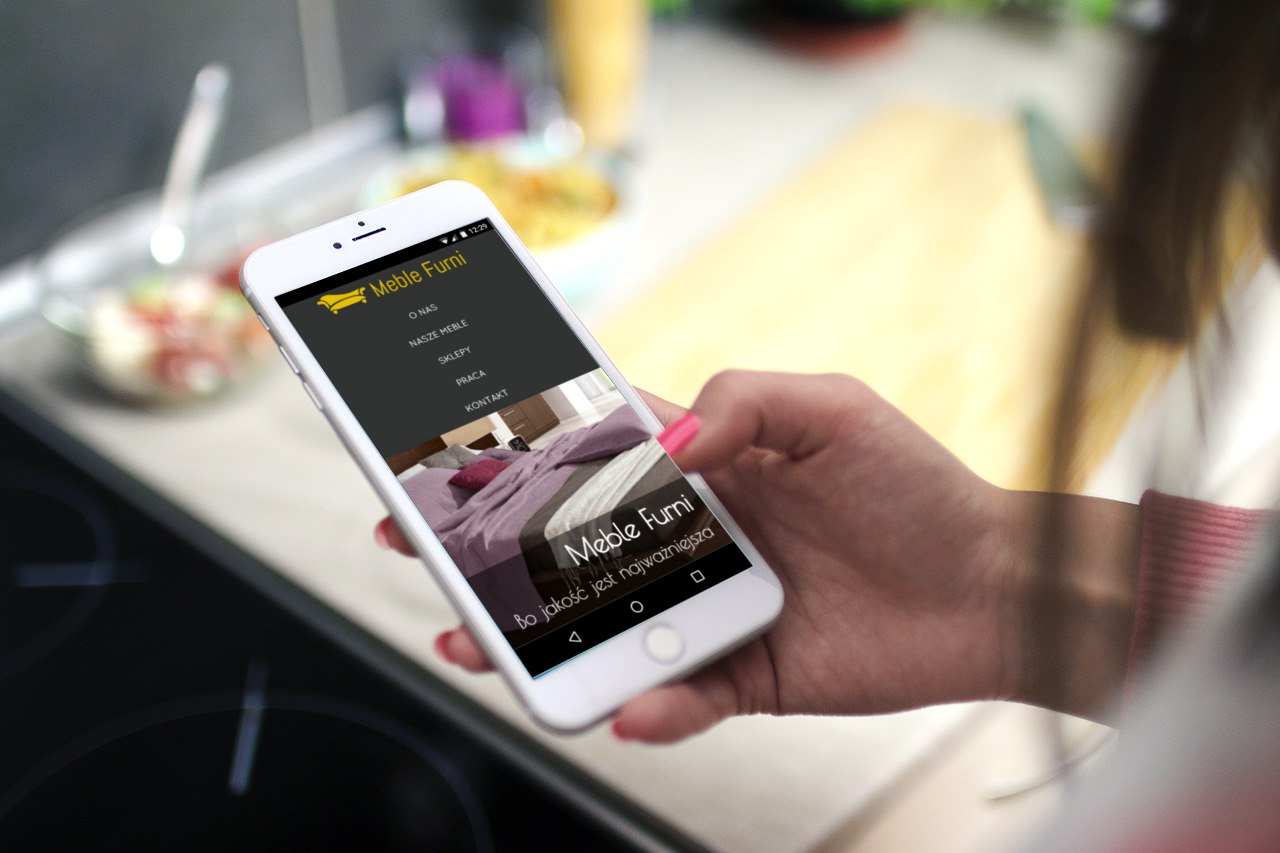 12:29
Meble Furni
O NAS
NASZE MEBLE
SKLEPY
PRACA
KONTAKT
Meble Furni
Bo jakość jest najważniejsza